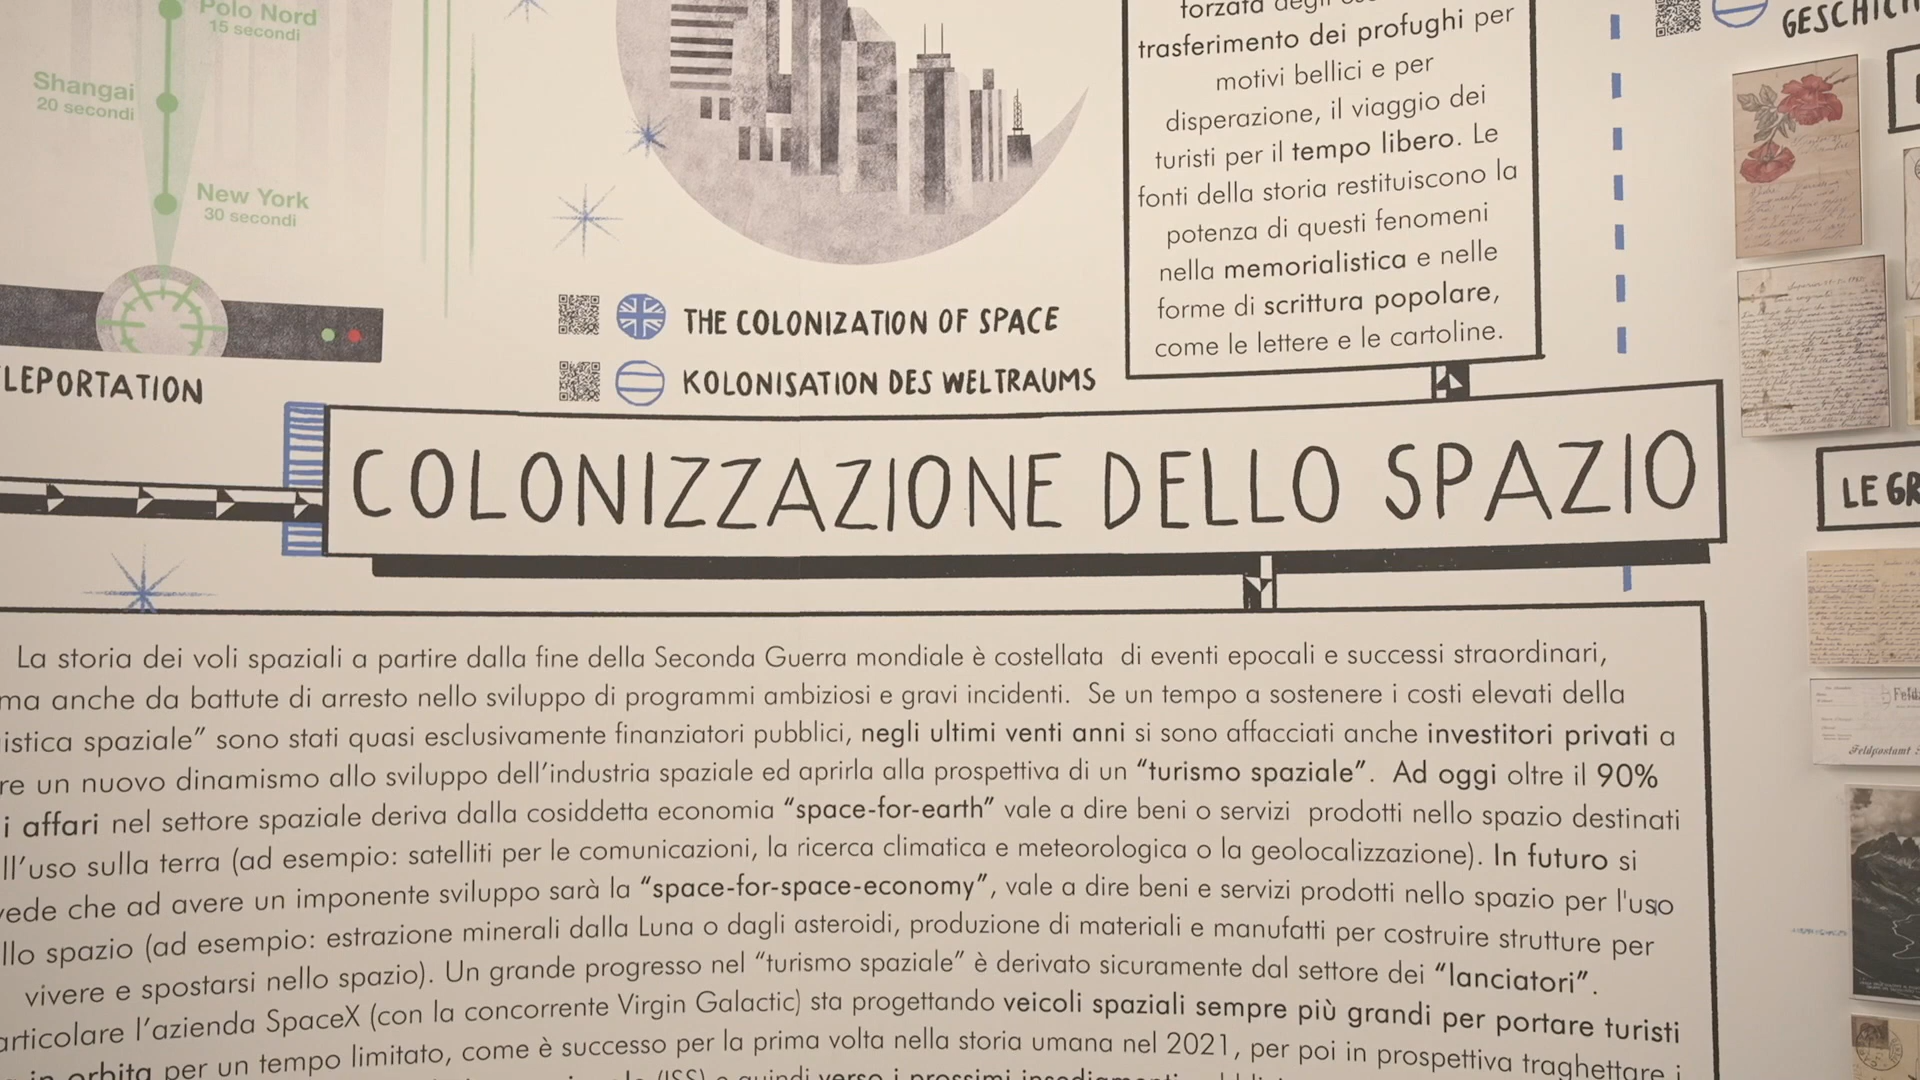 Polo Nord
15 secondi
Shangai
20 secondi
New York
30 secondi
LEPORTATION
THE COLONIZATION OF SPACE
KOLONISATION DES WELTRAUMS
forzata degli
trasferimento dei profughi per
motivi bellici e per
disperazione, il viaggio dei
turisti per il tempo libero. Le
fonti della storia restituiscono la
potenza di questi fenomeni
nella memorialistica e nelle
forme di scrittura popolare,
come le lettere e le cartoline.
COLONIZZAZIONE DELLO SPAZIO
La storia dei voli spaziali a partire dalla fine della Seconda Guerra mondiale è costellata di eventi epocali e successi straordinari,
ma anche da battute di arresto nello sviluppo di programmi ambiziosi e gravi incidenti. Se un tempo a sostenere i costi elevati della
istica spaziale” sono stati quasi esclusivamente finanziatori pubblici, negli ultimi venti anni si sono affacciati anche investitori privati a
re un nuovo dinamismo allo sviluppo dell’industria spaziale ed aprirla alla prospettiva di un “turismo spaziale”. Ad oggi oltre il 90%
i affari nel settore spaziale deriva dalla cosiddetta economia “space-for-earth” vale a dire beni o servizi prodotti nello spazio destinati
ll’uso sulla terra (ad esempio: satelliti per le comunicazioni, la ricerca climatica e meteorologica o la geolocalizzazione). In futuro si
vede che ad avere un imponente sviluppo sarà la “space-for-space-economy”, vale a dire beni e servizi prodotti nello spazio per l'uso
llo spazio (ad esempio: estrazione minerali dalla Luna o dagli asteroidi, produzione di materiali e manufatti per costruire strutture per
vivere e spostarsi nello spazio). Un grande progresso nel “turismo spaziale” è derivato sicuramente dal settore dei “lanciatori”.
articolare l’azienda SpaceX (con la concorrente Virgin Galactic) sta progettando veicoli spaziali sempre più grandi per portare turisti
in orbita per un tempo limitato, come è successo per la prima volta nella storia umana nel 2021, per poi in prospettiva traghettare i
(ISS) e quindi verso i prossimi insediamenti
GESCHICH
LE GR
Feld
Feldpostamt